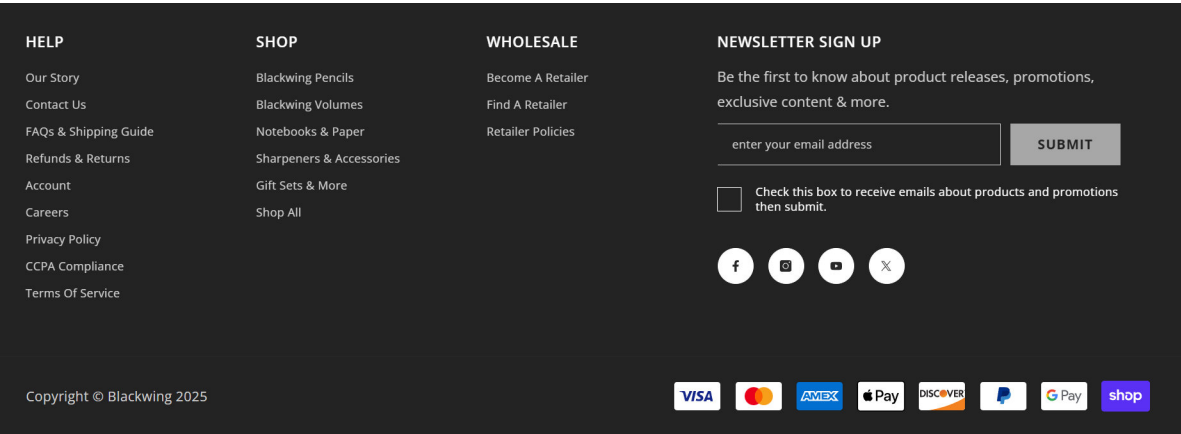 HELP
Our Story
Contact Us
FAQs & Shipping Guide
Refunds & Returns
Account
Careers
Privacy Policy
CCPA Compliance
Terms Of Service
SHOP
Blackwing Pencils
Blackwing Volumes
Notebooks & Paper
Sharpeners & Accessories
Gift Sets & More
Shop All
WHOLESALE
Become A Retailer
Find A Retailer
Retailer Policies
NEWSLETTER SIGN UP
Be the first to know about product releases, promotions,
exclusive content & more.
enter your email address
SUBMIT
Check this box to receive emails about products and promotions
then submit.
Copyright © Blackwing 2025
VISA
AMEX
Pay
DISCOVER
G Pay
shop